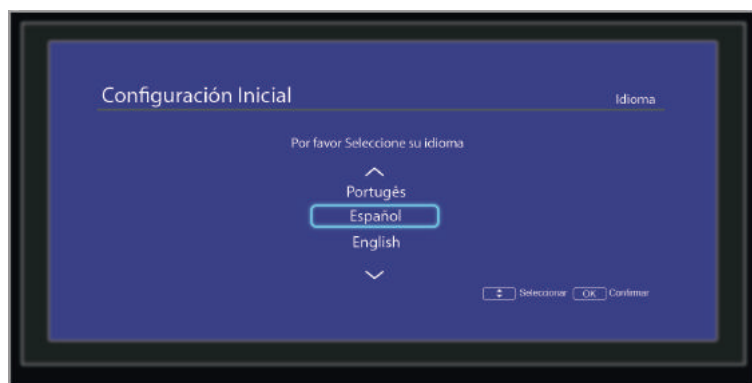 Configuración Inicial
Idioma
Por favor Seleccione su idioma
Portugês
Español
English
Seleccionar OK Confirmar